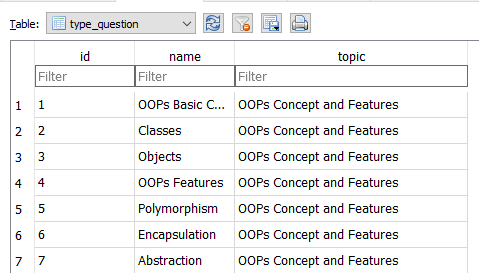 Table: type_question
id name topic
Filter Filter Filter
1 1 OOPs Basic C... OOPs Concept and Features
2 2 Classes OOPs Concept and Features
3 3 Objects OOPs Concept and Features
4 4 OOPs Features OOPs Concept and Features
5 5 Polymorphism OOPs Concept and Features
6 6 Encapsulation OOPs Concept and Features
7 7 Abstraction OOPs Concept and Features